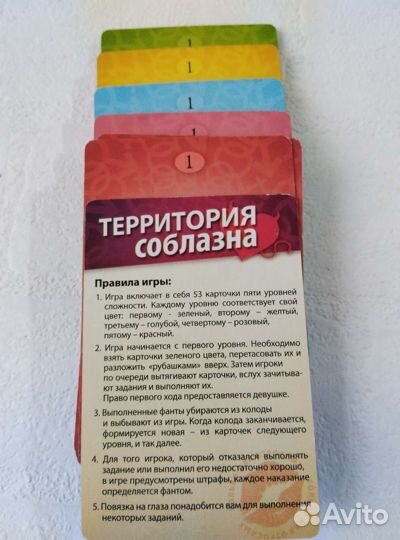 1
1
1
1
1
ТЕРРИТОРИЯ
соблазна
Правила игры:
1. Игра включает в себя 53 карточки пяти уровней
сложности. Каждому уровню соответствует свой
цвет: первому - зеленый, второму – желтый,
третьему – голубой, четвертому – розовый,
пятому – красный.
2. Игра начинается с первого уровня. Необходимо
взять карточки зеленого цвета, перетасовать их и
разложить «рубашками» вверх. Затем игроки
по очереди вытягивают карточки, вслух зачитыва-
ют задания и выполняют их.
Право первого хода предоставляется девушке.
3. Выполненные фанты убираются из колоды
и выбывают из игры. Когда колода заканчивается,
формируется новая – из карточек следующего
уровня, и так далее.
4. Для того игрока, который отказался выполнять
задание или выполнил его недостаточно хорошо,
в игре предусмотрены штрафы, каждое наказание
определяется фантом.
5. Повязка на глаза понадобится вам для выполнения
некоторых заданий.
Avito